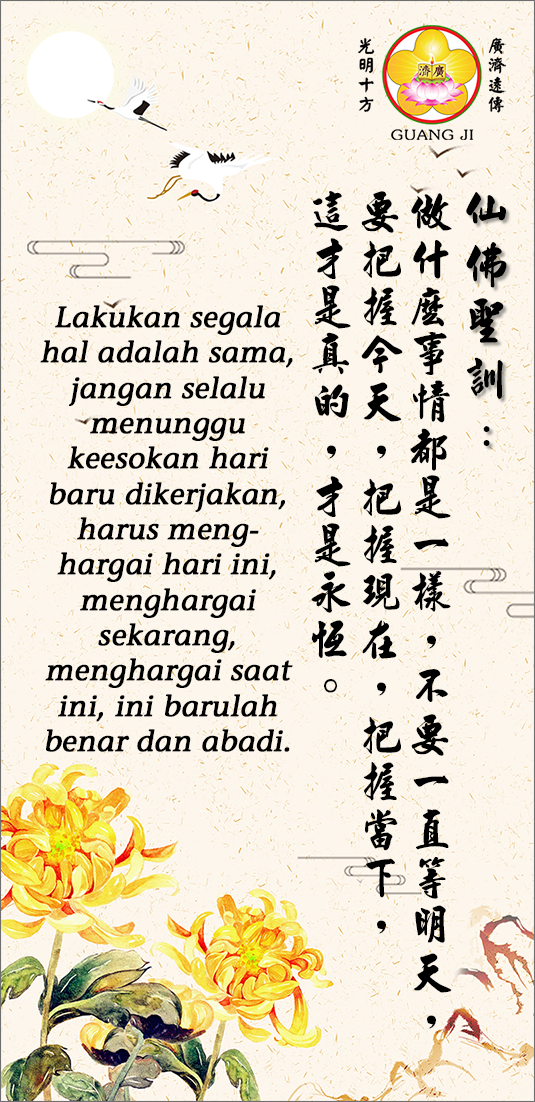 廣濟遠傳
光明十方
濟廣
GUANG JI
仙佛聖訓：
做什麼事情都是一樣，不要一直等明天，
要把握今天，把握現在，把握當下，
這才是真的，才是永恆。
Lakukan segala
hal adalah sama,
jangan selalu
menunggu
keesokan hari
baru dikerjakan,
harus meng-
hargai hari ini,
menghargai
sekarang,
menghargai saat
ini, ini barulah
benar dan abadi.